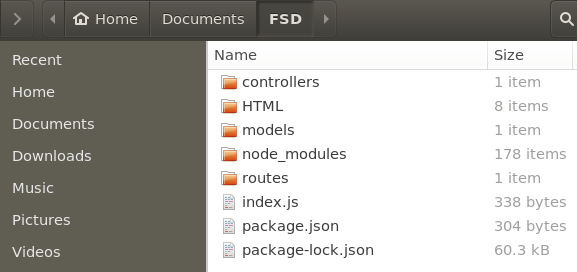 Home Documents FSD
Recent
Home
Documents
Downloads
Music
Pictures
Videos
Name Size
controllers 1 item
HTML 8 items
models 1 item
node_modules 178 items
routes 1 item
index.js 338 bytes
package.json 304 bytes
package-lock.json 60.3 kB